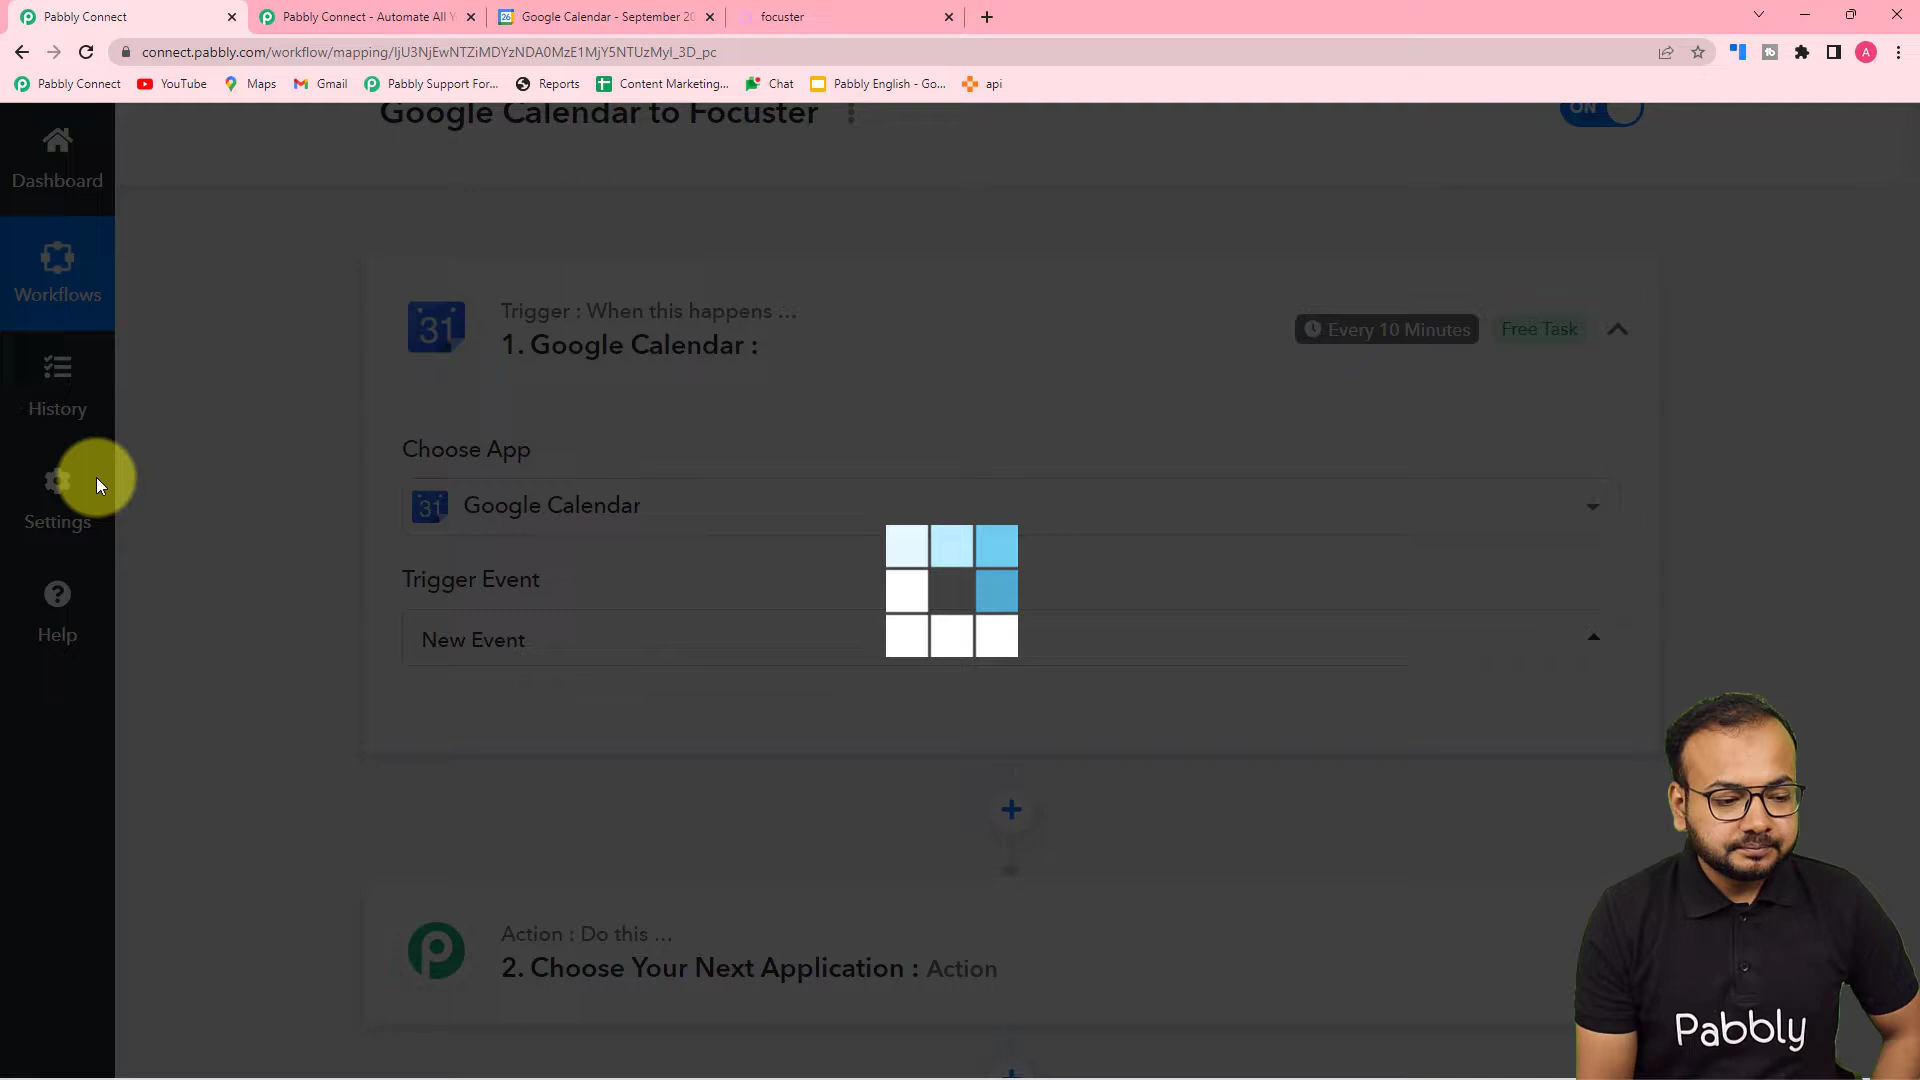 Pabbly Connect
Pabbly Connect - Automate All Y
Google Calendar - September 20
focuster
connect.pabbly.com/workflow/mapping/IjU3NjEwNTZiMDYzNDA0MzE1MjY5NTUzMyI_3D_pc
Pabbly Connect
YouTube
Maps
Gmail
Pabbly Support For...
Reports
Content Marketing...
Chat
Pabbly English - Go...
api
Google Calendar to Focuster
ON
Dashboard
Workflows
History
Settings
Help
Trigger : When this happens ...
31
1. Google Calendar :
Every 10 Minutes
Free Task
Choose App
31
Google Calendar
Trigger Event
New Event
Action : Do this ...
2. Choose Your Next Application : Action
Pabbly